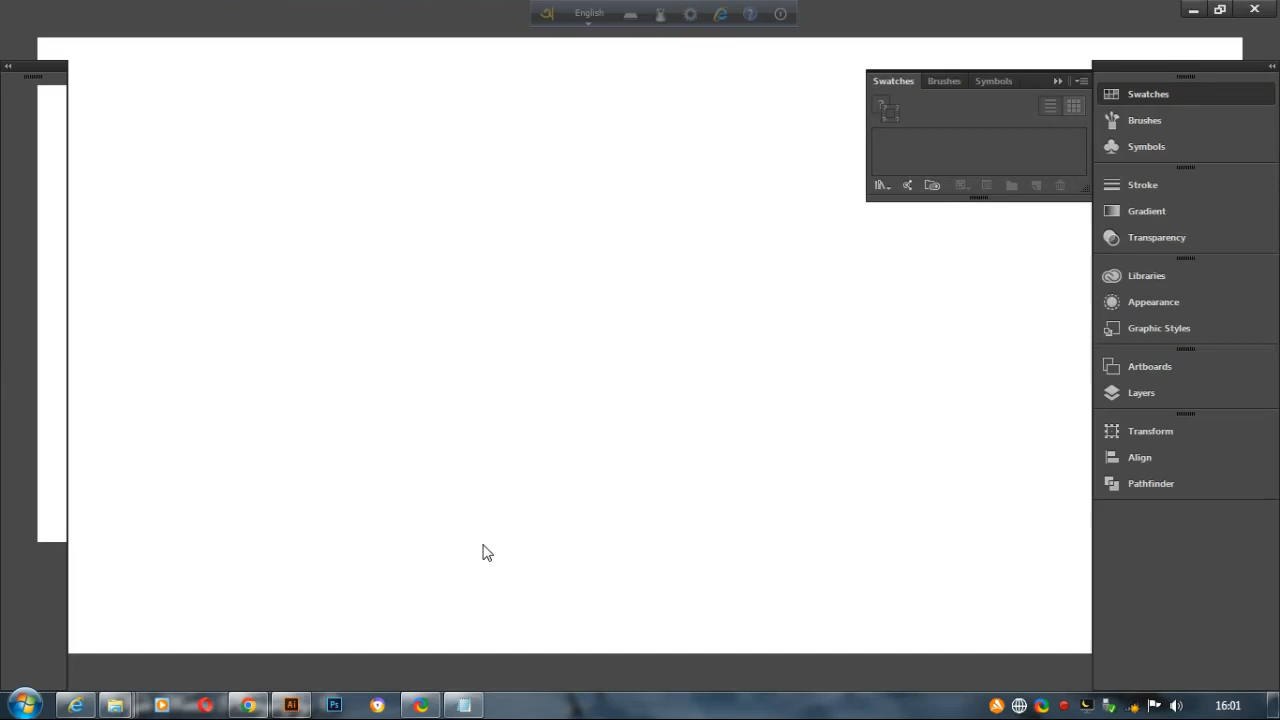 English
Swatches Brushes Symbols
Swatches
Brushes
Symbols
Stroke
Gradient
Transparency
Libraries
Appearance
Graphic Styles
Artboards
Layers
Transform
Align
Pathfinder
Ai
Ps
16:01